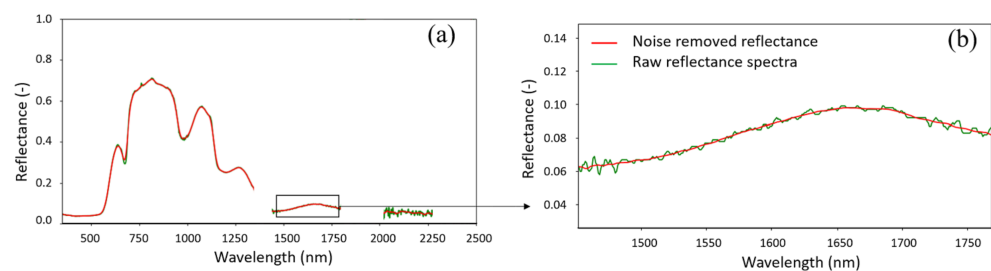 (a)
1.0
0.8
0.6
0.4
0.2
0.0
Reflectance (-)
500 750 1000 1250 1500 1750 2000 2250 2500
Wavelength (nm)
(b)
Noise removed reflectance
Raw reflectance spectra
0.14
0.12
0.10
0.08
0.06
0.04
Reflectance (-)
1500 1550 1600 1650 1700 1750
Wavelength (nm)